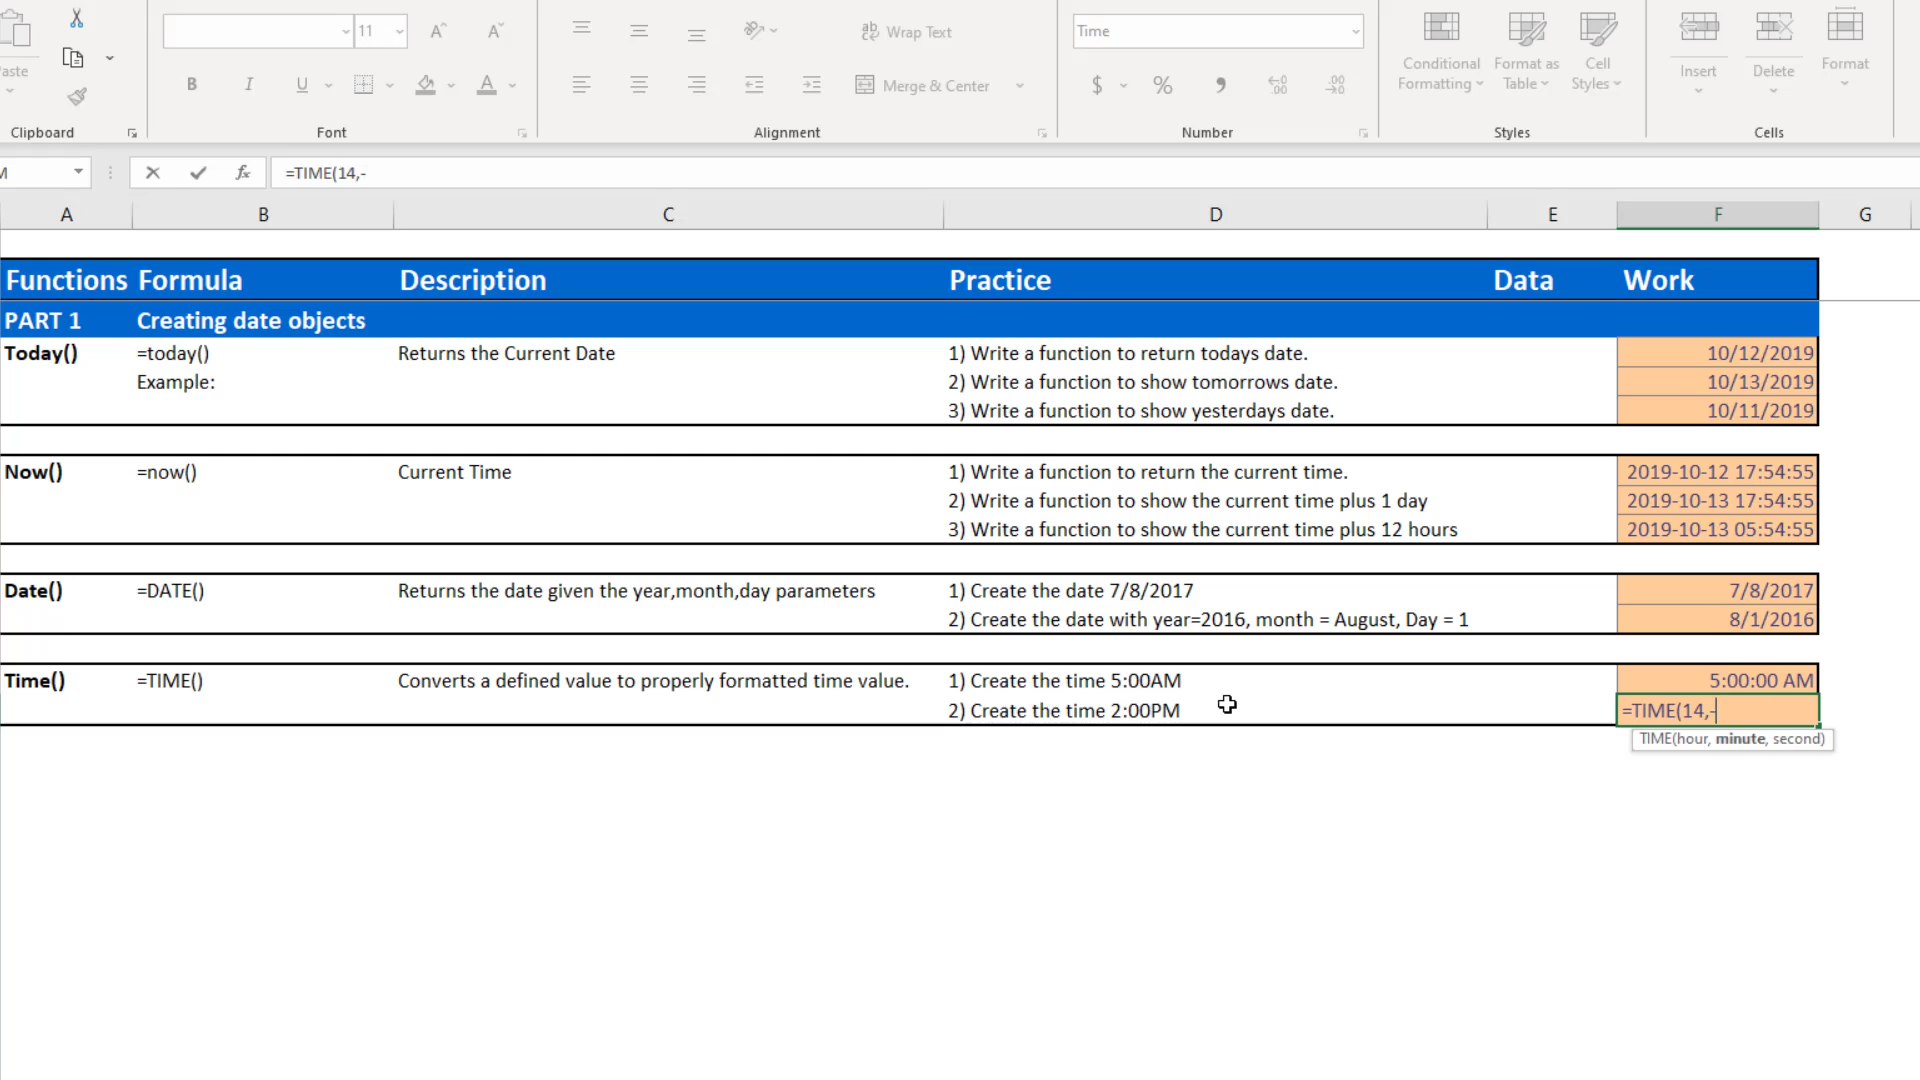 11 A^ A˅ ab Wrap Text Time Conditional Formatting Format as Table Cell Styles Insert Delete Format
aste B I U A Merge & Center $ % , .00 .00
Clipboard Font Alignment Number Styles Cells
=TIME(14,-
A B C D E F G
Functions Formula Description Practice Data Work
PART 1 Creating date objects
Today() =today() Returns the Current Date 1) Write a function to return todays date. 10/12/2019
Example: 2) Write a function to show tomorrows date. 10/13/2019
3) Write a function to show yesterdays date. 10/11/2019
Now() =now() Current Time 1) Write a function to return the current time. 2019-10-12 17:54:55
2) Write a function to show the current time plus 1 day 2019-10-13 17:54:55
3) Write a function to show the current time plus 12 hours 2019-10-13 05:54:55
Date() =DATE() Returns the date given the year,month,day parameters 1) Create the date 7/8/2017 7/8/2017
2) Create the date with year=2016, month = August, Day = 1 8/1/2016
Time() =TIME() Converts a defined value to properly formatted time value. 1) Create the time 5:00AM 5:00:00 AM
2) Create the time 2:00PM =TIME(14,-
TIME(hour, minute, second)